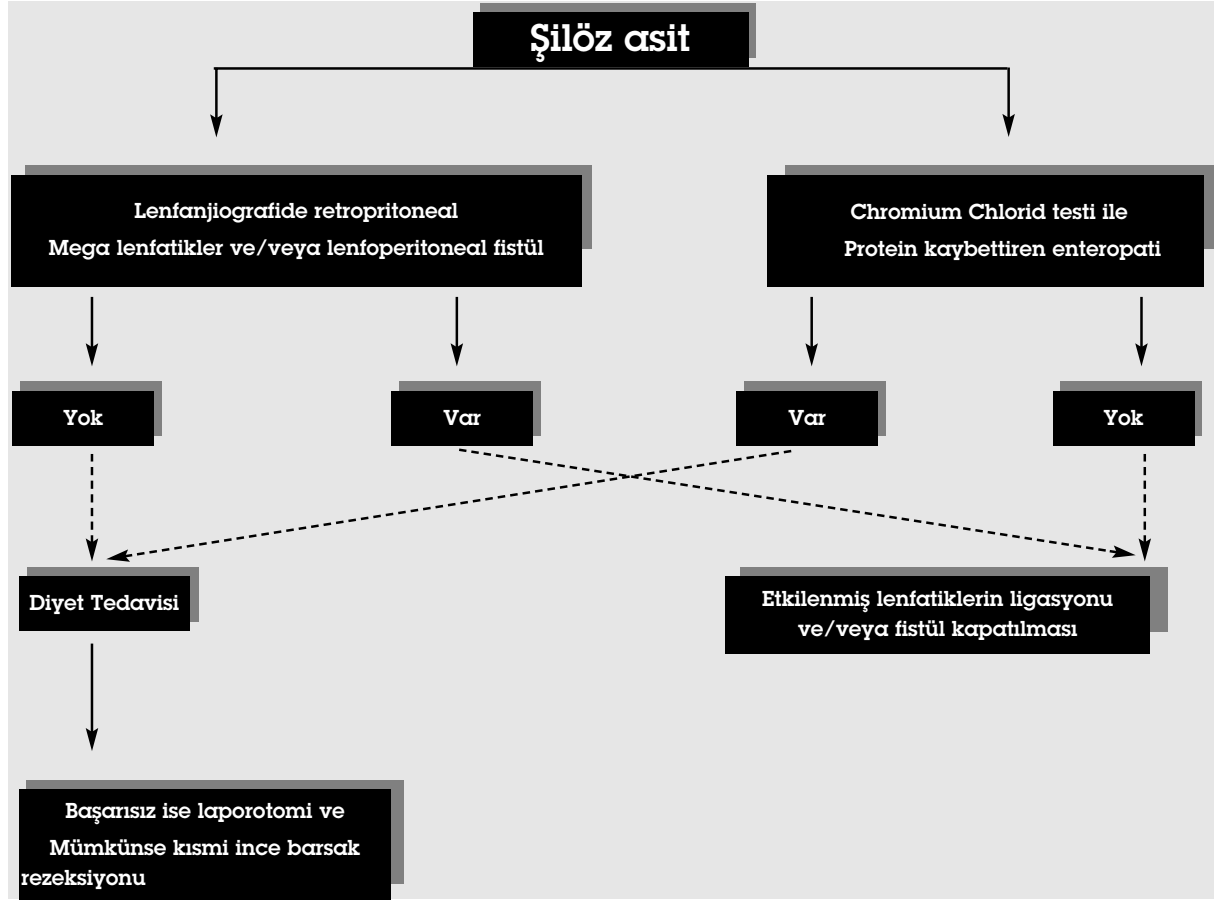 Şilöz asit
Lenfanjiografide retropritoneal
Mega lenfatikler ve/veya lenfoperitoneal fistül
Chromium Chlorid testi ile
Protein kaybettiren enteropati
Yok
Var
Var
Yok
Diyet Tedavisi
Etkilenmiş lenfatiklerin ligasyonu
ve/veya fistül kapatılması
Başarısız ise laporotomi ve
Mümkünse kısmi ince barsak
rezeksiyonu